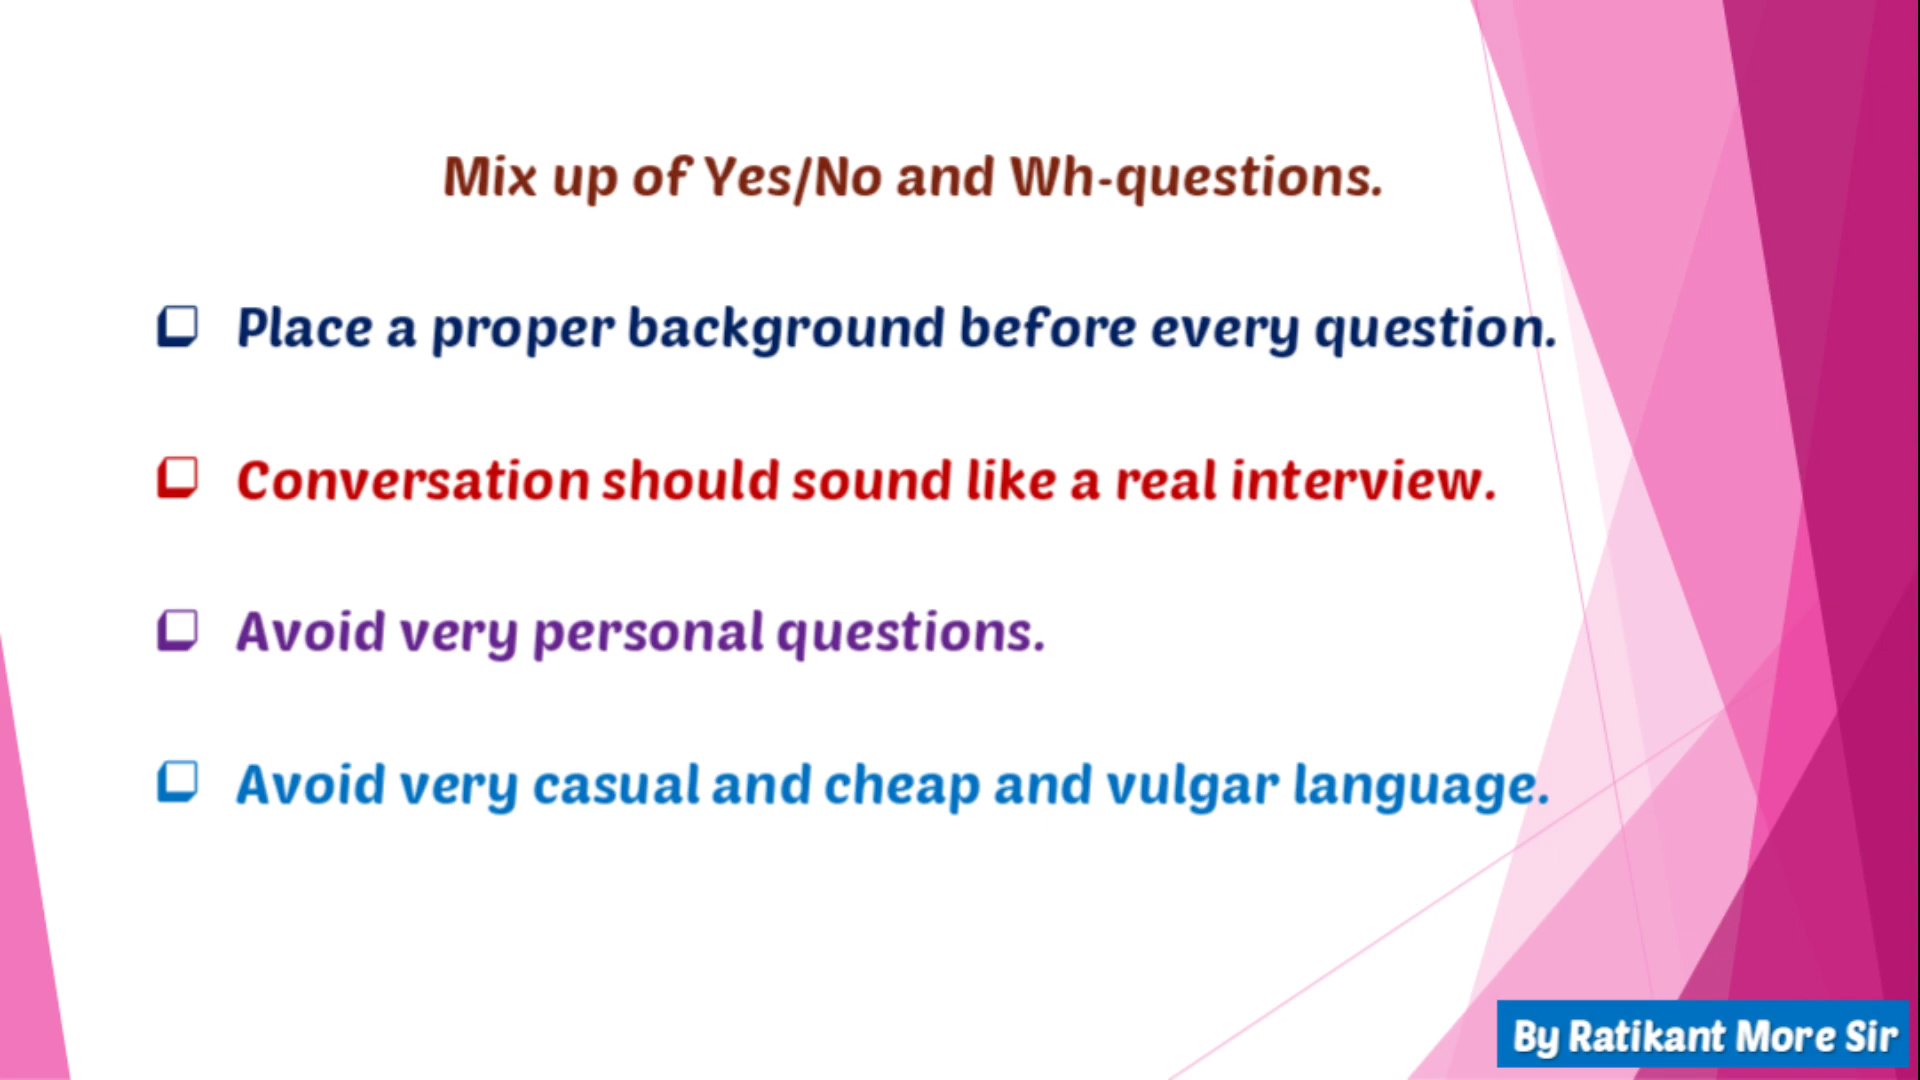 Mix up of Yes/No and Wh-questions.
Place a proper background before every question.
Conversation should sound like a real interview.
Avoid very personal questions.
Avoid very casual and cheap and vulgar language.
By Ratikant More Sir